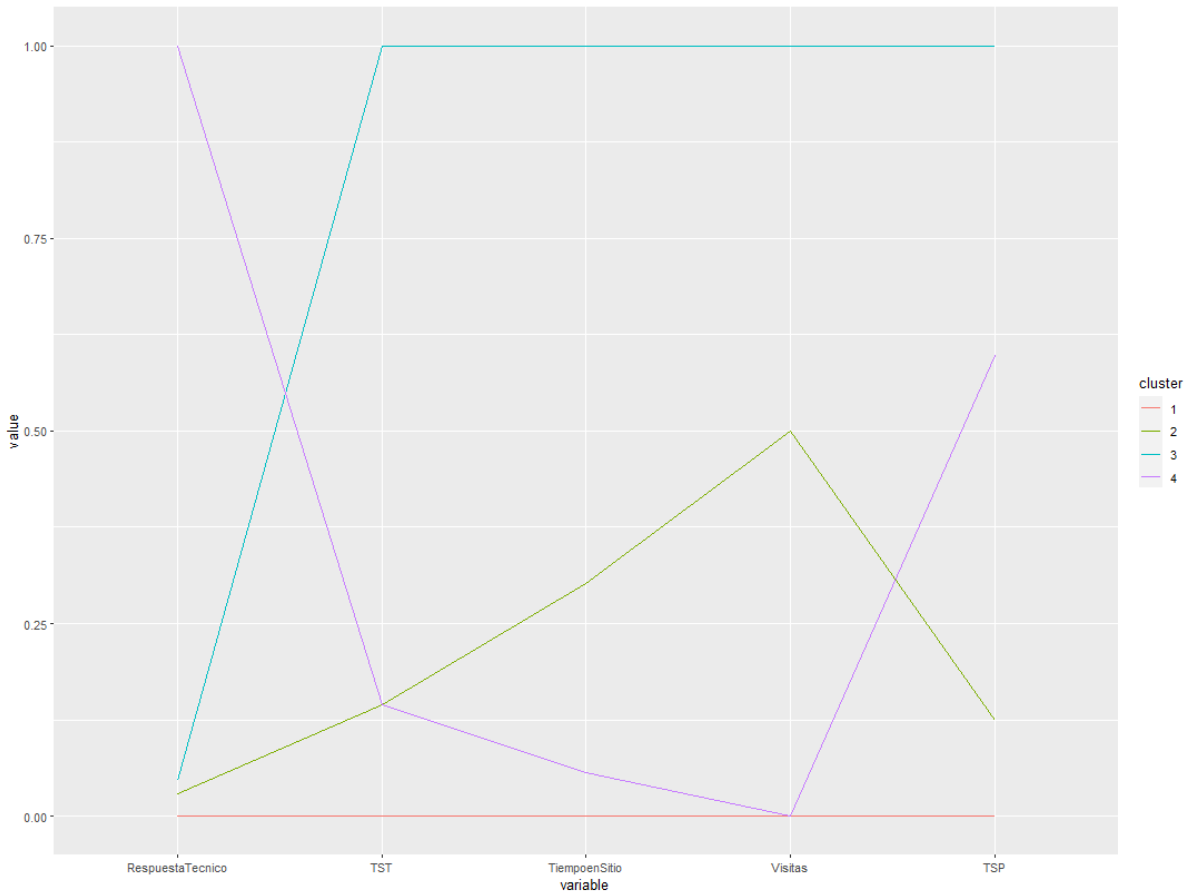 1.00
0.75
0.50
0.25
0.00
value
RespuestaTecnico TST TiempoenSitio Visitas TSP
variable
cluster
1
2
3
4